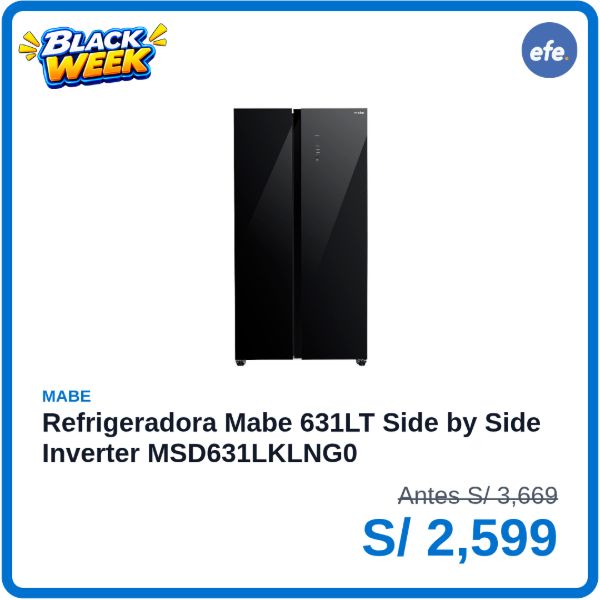 BLACK
WEEK
efe.
MABE
Refrigeradora Mabe 631LT Side by Side
Inverter MSD631LKLNG0
Antes S/ 3,669
S/ 2,599